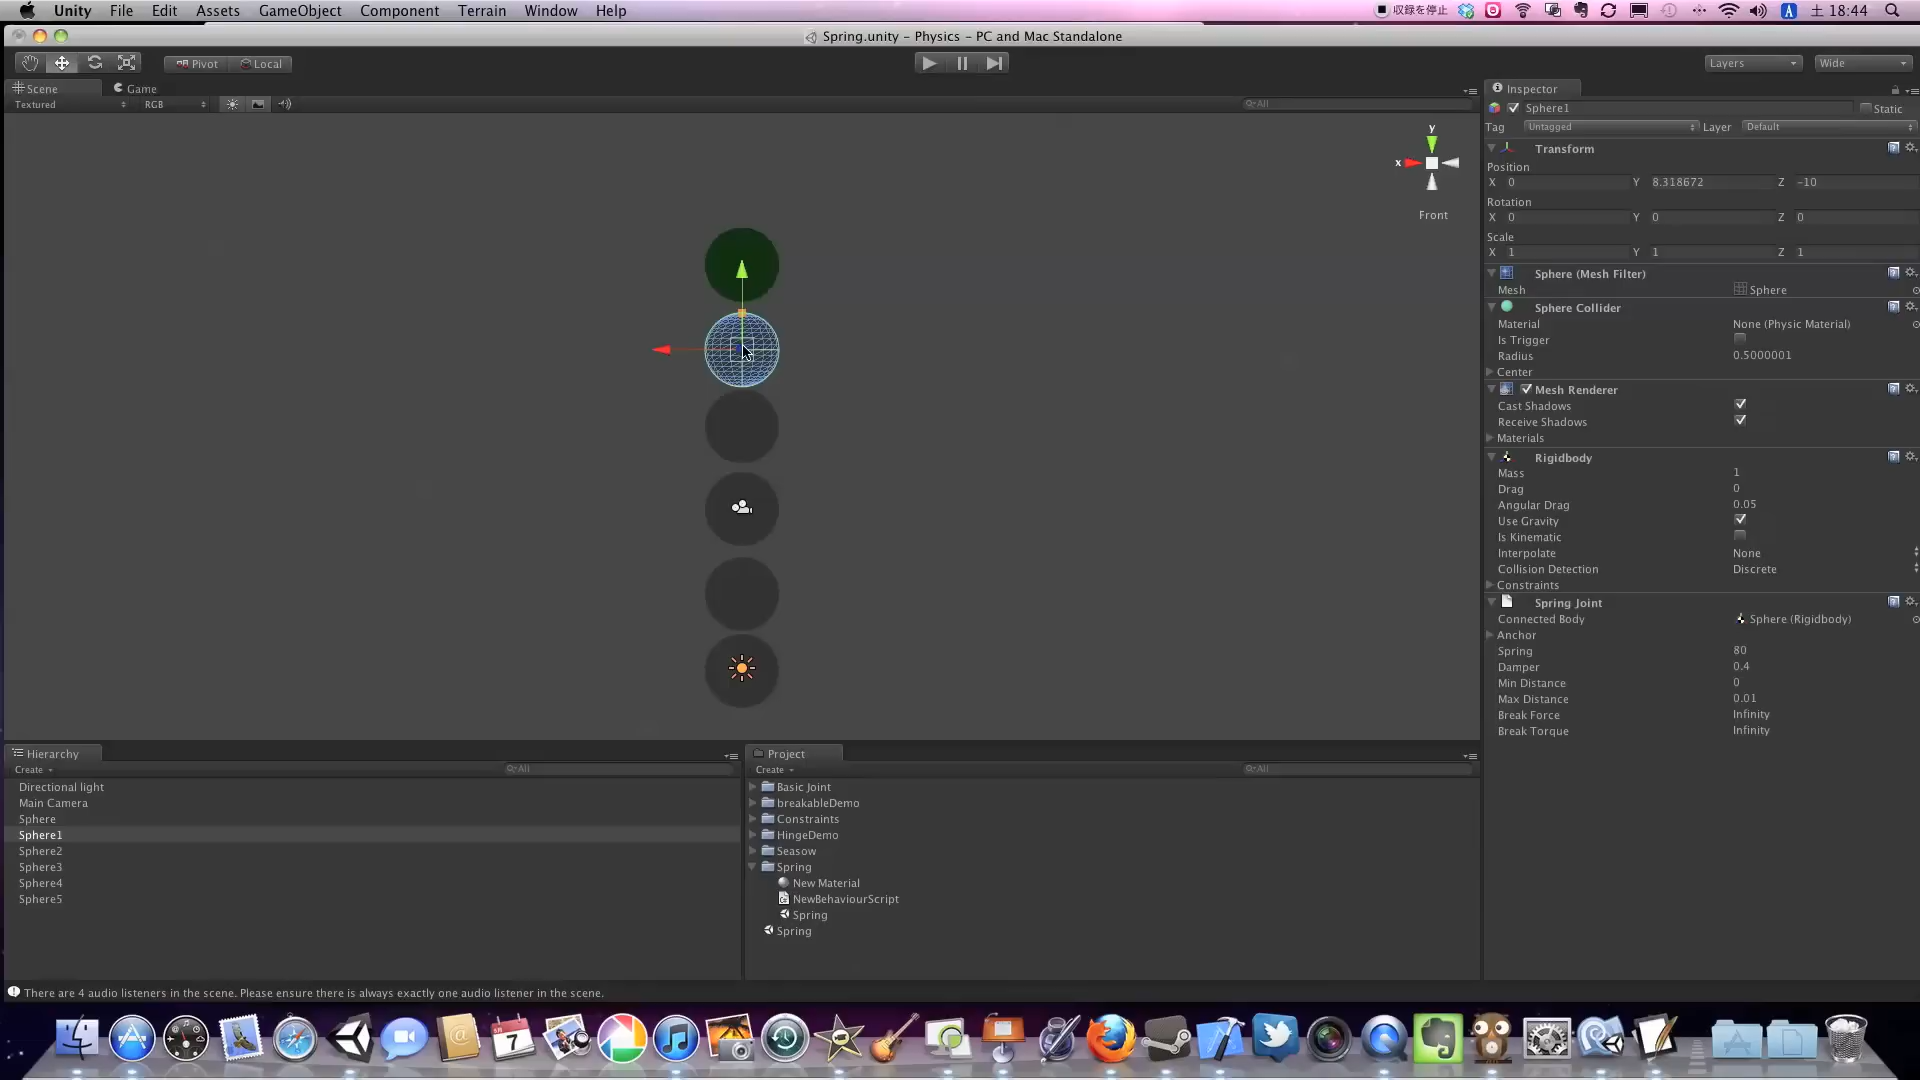 Unity File Edit Assets GameObject Component Terrain Window Help 収録を停止 A 土 18:44
Spring.unity - Physics - PC and Mac Standalone
Pivot Local Layers Wide
Scene Game
Textured RGB All
y
x
Front
Inspector
Sphere1 Static
Tag Untagged Layer Default
Transform
Position
X 0 Y 8.318672 Z -10
Rotation
X 0 Y 0 Z 0
Scale
X 1 Y 1 Z 1
Sphere (Mesh Filter)
Mesh Sphere
Sphere Collider
Material None (Physic Material)
Is Trigger
Radius 0.5000001
Center
Mesh Renderer
Cast Shadows
Receive Shadows
Materials
Rigidbody
Mass 1
Drag 0
Angular Drag 0.05
Use Gravity
Is Kinematic
Interpolate None
Collision Detection Discrete
Constraints
Spring Joint
Connected Body Sphere (Rigidbody)
Anchor
Spring 80
Damper 0.4
Min Distance 0
Max Distance 0.01
Break Force Infinity
Break Torque Infinity
Hierarchy
Create All
Directional light
Main Camera
Sphere
Sphere1
Sphere2
Sphere3
Sphere4
Sphere5
Project
Create All
Basic Joint
breakableDemo
Constraints
HingeDemo
Seasow
Spring
New Material
NewBehaviourScript
Spring
Spring
There are 4 audio listeners in the scene. Please ensure there is always exactly one audio listener in the scene.
7